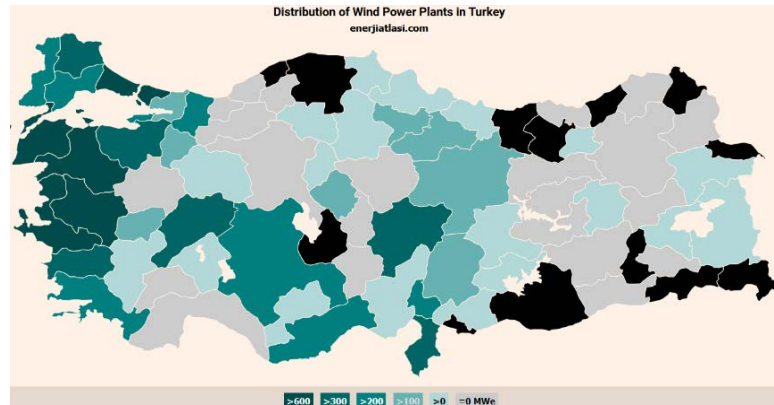 Distribution of Wind Power Plants in Turkey
enerjiatlasi.com
>600 >300 >200 >100 >0 =0 MWe